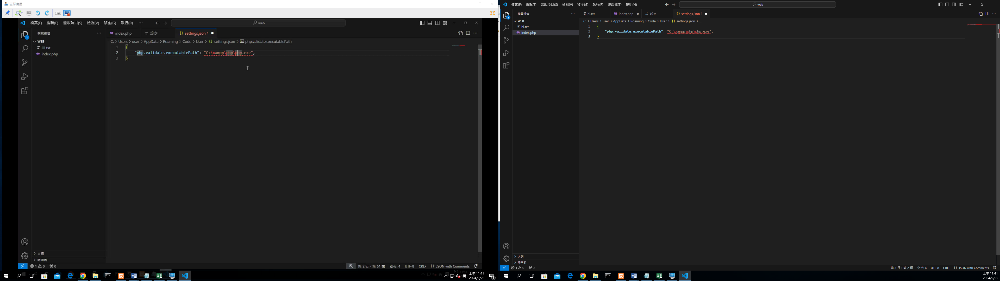 螢幕廣播
檔案(F) 編輯(E) 選取項目(S) 檢視(V) 移至(G) 執行(R) ⋯ web
檔案總管 ⋯
index.php 設定 {} settings.json 1
C: > Users > user > AppData > Roaming > Code > User > {} settings.json > php.validate.executablePath
WEB
HI.txt
index.php
1 {
2 "php.validate.executablePath": "C:\xampp\php\php.exe",
3 }
大綱
時間表
1 0 0 第 2 行，第 51 欄 空格: 4 UTF-8 CRLF {} JSON with Comments
英 上午 11:41
2024/9/25
1
檔案(F) 編輯(E) 選取項目(S) 檢視(V) 移至(G) 執行(R) 終端機(T) 說明(H) web
2
檔案總管 ⋯
hi.txt index.php 設定 {} settings.json 1
C: > Users > user > AppData > Roaming > Code > User > {} settings.json > ...
WEB
hi.txt
index.php
1 {
2 "php.validate.executablePath": "C:\xampp\php\php.exe",
3 }
大綱
時間表
1 0 0 第 3 行，第 2 欄 空格: 4 UTF-8 CRLF {} JSON with Comments
上午 11:41
2024/9/2